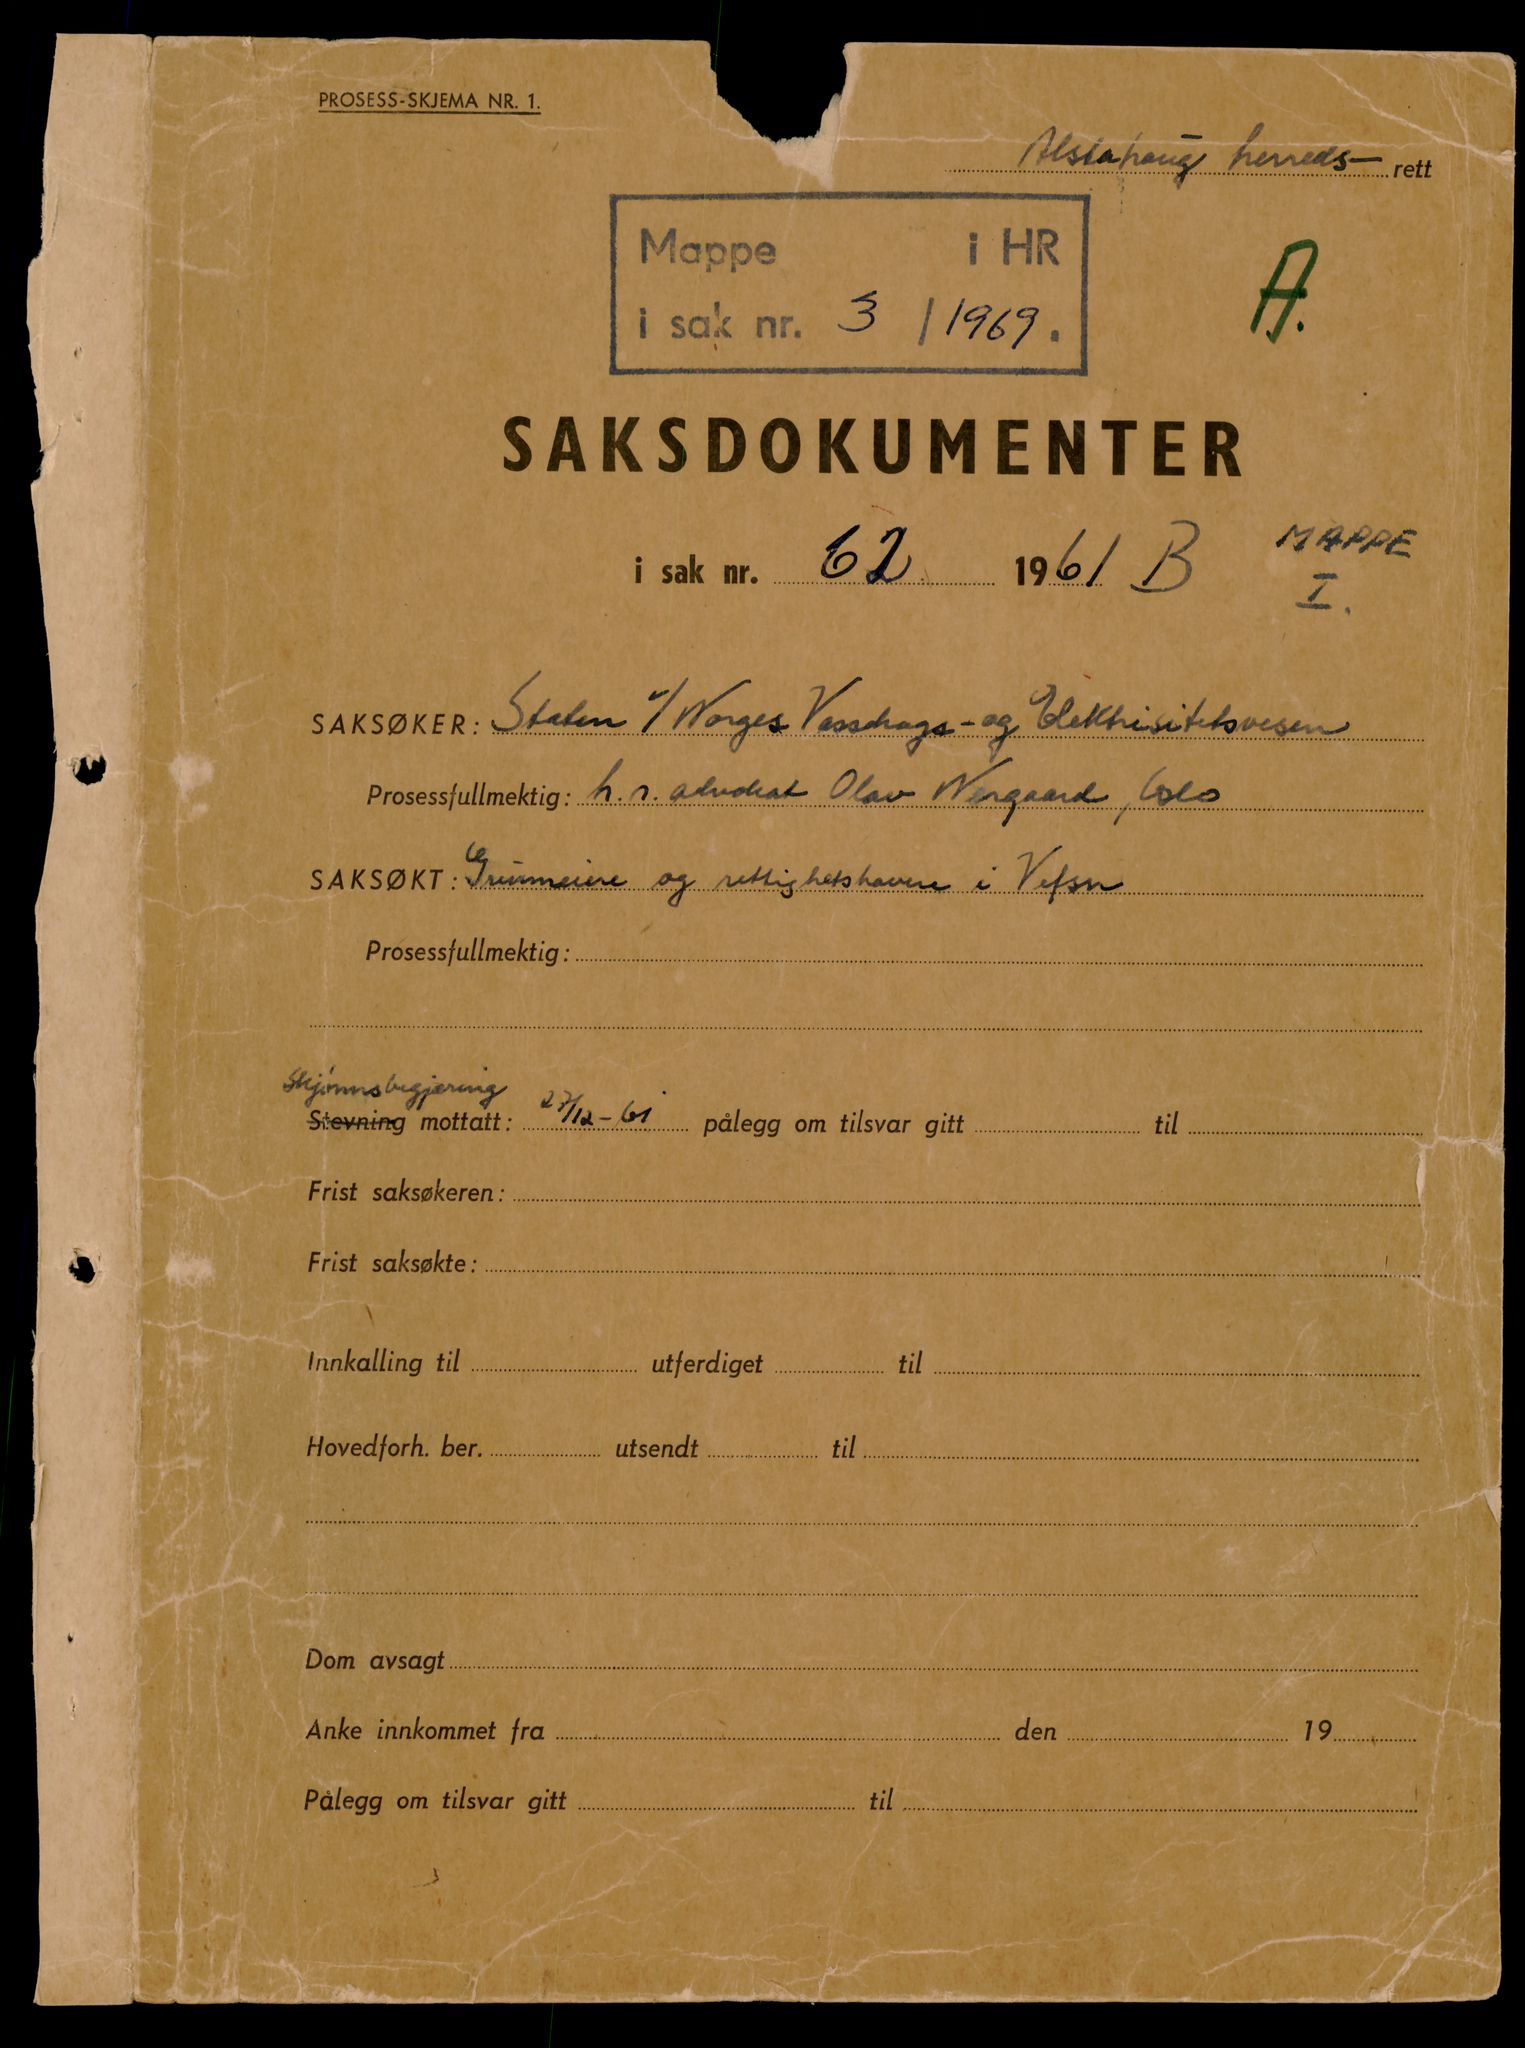 PROSESS-SKJEMA NR. 1.
Alstahaug herreds- rett
Mappe i HR
i sak nr. 3 / 1969.
A.
SAKSDOKUMENTER
i sak nr. 62 1961 B
MAPPE
I.
SAKSØKER: Staten v/ Norges Vassdrags- og Elektrisitetsvesen
Prosessfullmektig: h.r. advokat Olav Nergaard, Oslo
SAKSØKT: Grunneiere og rettighetshavere i Vefsn
Prosessfullmektig:
Skjønnsbegjæring
Stevning mottatt: 27/12-61 pålegg om tilsvar gitt til
Frist saksøkeren:
Frist saksøkte:
Innkalling til utferdiget til
Hovedforh. ber. utsendt til
Dom avsagt
Anke innkommet fra den 19
Pålegg om tilsvar gitt til